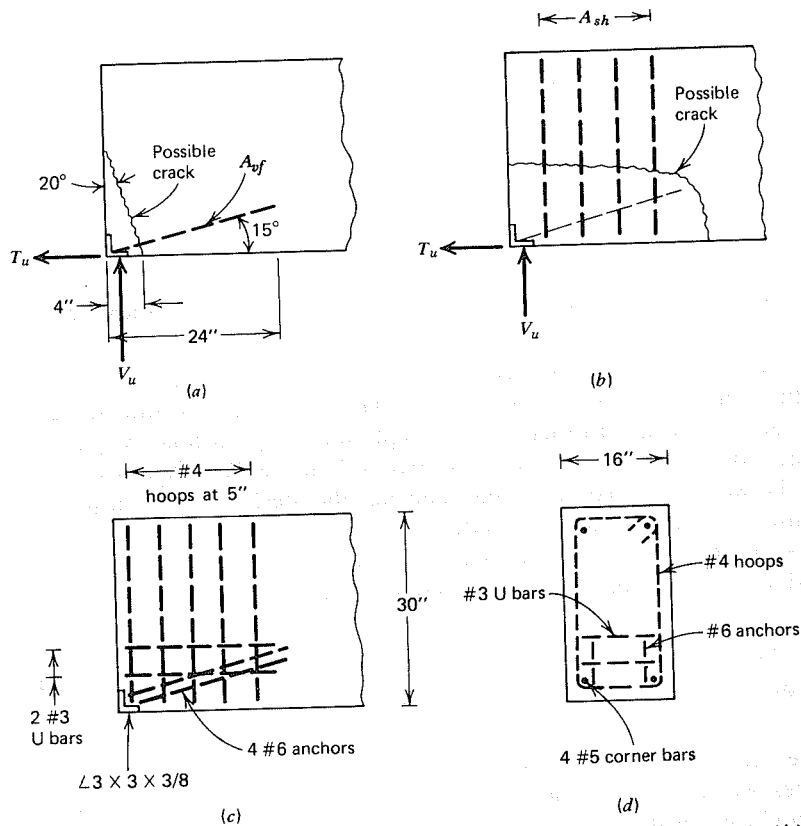 20°
Possible
crack
A_vf
15°
T_u
4"
24"
V_u
(a)
A_sh
Possible
crack
T_u
V_u
(b)
#4
hoops at 5"
2 #3
U bars
4 #6 anchors
∠3 × 3 × 3/8
30"
(c)
16"
#4 hoops
#3 U bars
#6 anchors
4 #5 corner bars
(d)